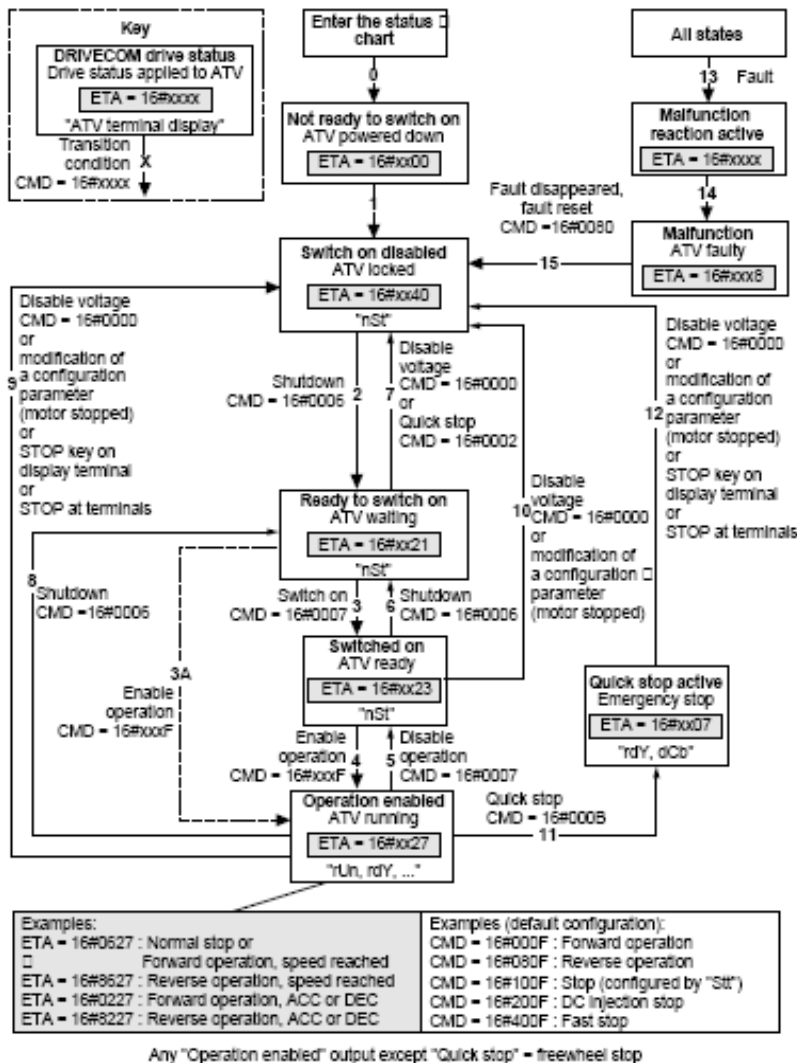 Key
DRIVECOM drive status
Drive status applied to ATV
ETA = 16#xxxx
"ATV terminal display"
Transition
condition
X
CMD = 16#xxxx
Enter the status
chart
0
Not ready to switch on
ATV powered down
ETA = 16#xx00
1
All states
13
Fault
Malfunction
reaction active
ETA = 16#xxxx
14
Malfunction
ATV faulty
ETA = 16#xxx8
Fault disappeared,
fault reset
CMD =16#0080
15
Switch on disabled
ATV locked
ETA = 16#xx40
"nSt"
9
Disable voltage
CMD = 16#0000
or
modification of
a configuration
parameter
(motor stopped)
or
STOP key on
display terminal
or
STOP at terminals
Shutdown
CMD =16#0006
2
7
Disable
voltage
CMD = 16#0000
or
Quick stop
CMD = 16#0002
10
Disable
voltage
CMD = 16#0000
or
modification of
a configuration
parameter
(motor stopped)
12
Disable voltage
CMD = 16#0000
or
modification of
a configuration
parameter
(motor stopped)
or
STOP key on
display terminal
or
STOP at terminals
Ready to switch on
ATV waiting
ETA = 16#xx21
"nSt"
8
Shutdown
CMD =16#0006
Switch on
CMD =16#0007
3
6
Shutdown
CMD =16#0006
Switched on
ATV ready
ETA = 16#xx23
"nSt"
3A
Enable
operation
CMD = 16#xxxF
Enable
operation
CMD = 16#xxxF
4
5
Disable
operation
CMD =16#0007
Quick stop active
Emergency stop
ETA = 16#xx07
"rdY, dCb"
Operation enabled
ATV running
ETA = 16#xx27
"rUn, rdY, ..."
Quick stop
CMD = 16#000B
11
Examples:
ETA = 16#0627 : Normal stop or
Forward operation, speed reached
ETA = 16#8627 : Reverse operation, speed reached
ETA = 16#0227 : Forward operation, ACC or DEC
ETA = 16#8227 : Reverse operation, ACC or DEC
Examples (default configuration):
CMD = 16#000F : Forward operation
CMD = 16#080F : Reverse operation
CMD = 16#100F : Stop (configured by "Stt")
CMD = 16#200F : DC injection stop
CMD = 16#400F : Fast stop
Any "Operation enabled" output except "Quick stop" = freewheel stop